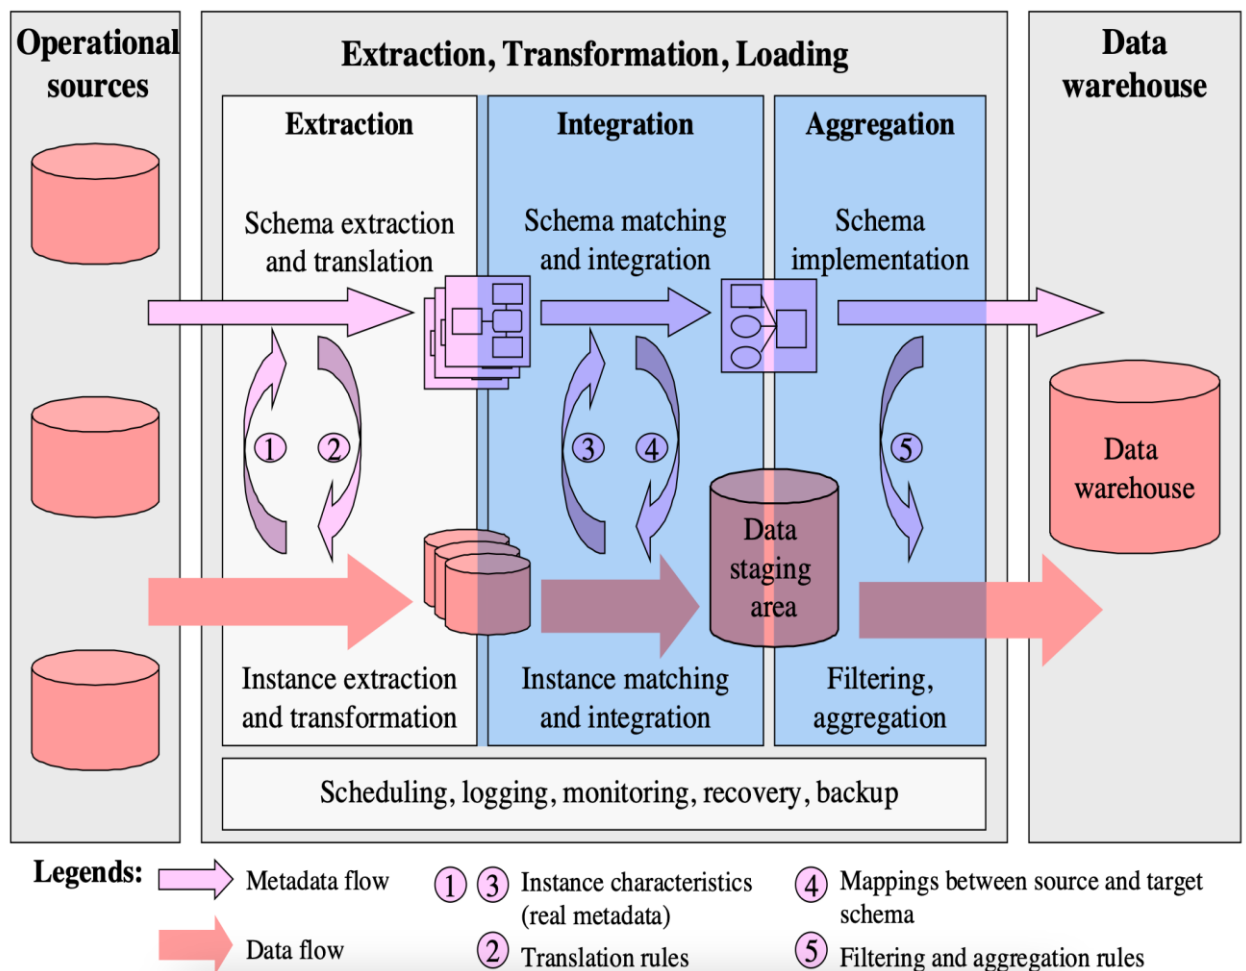 Operational
sources
Extraction, Transformation, Loading
Data
warehouse
Extraction
Integration
Aggregation
Schema extraction
and translation
Schema matching
and integration
Schema
implementation
1
2
3
4
5
Data
warehouse
Data
staging
area
Instance extraction
and transformation
Instance matching
and integration
Filtering,
aggregation
Scheduling, logging, monitoring, recovery, backup
Legends:
Metadata flow
1 3 Instance characteristics
(real metadata)
4 Mappings between source and target
schema
Data flow
2 Translation rules
5 Filtering and aggregation rules